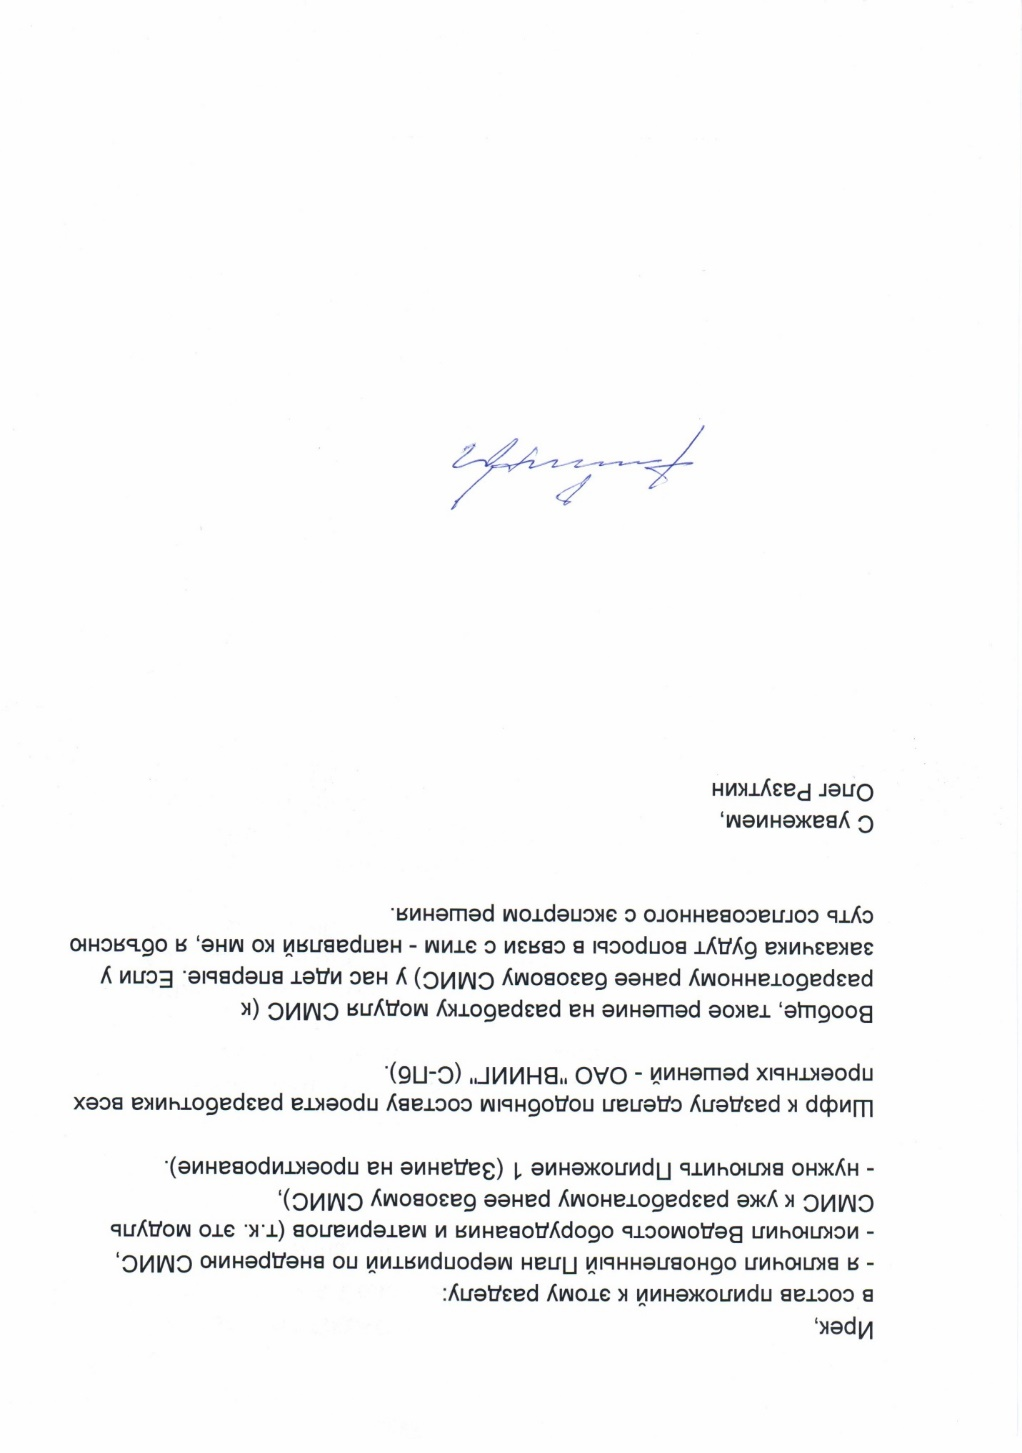 Ирек,
в состав приложений к этому разделу:
- я включил обновленный План мероприятий по внедрению СМИС,
- исключил Ведомость оборудования и материалов (т.к. это модуль
СМИС к уже разработаному ранее базовому СМИС),
- нужно включить Приложение 1 (Задание на проектирование).
Шифр к разделу сделал подобным составу проекта разработчика всех
проектных решений - ОАО "ВНИИГ" (С-Пб).
Вообще, такое решение на разработку модуля СМИС (к
разработанному ранее базовому СМИС) у нас идет впервые. Если у
заказчика будут вопросы в связи с этим - направляй ко мне, я объясню
суть согласованного с экспертом решения.
С уважением,
Олег Разуткин